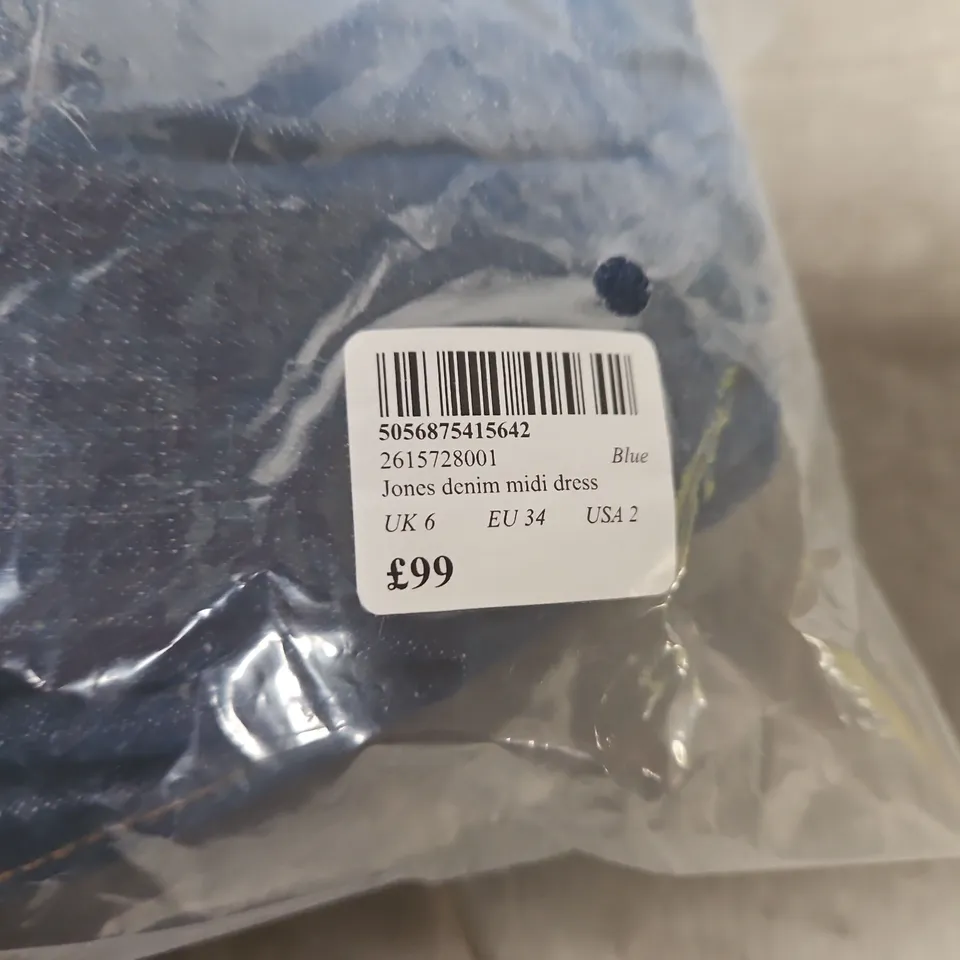 5056875415642
2615728001 Blue
Jones denim midi dress
UK 6 EU 34 USA 2
£99